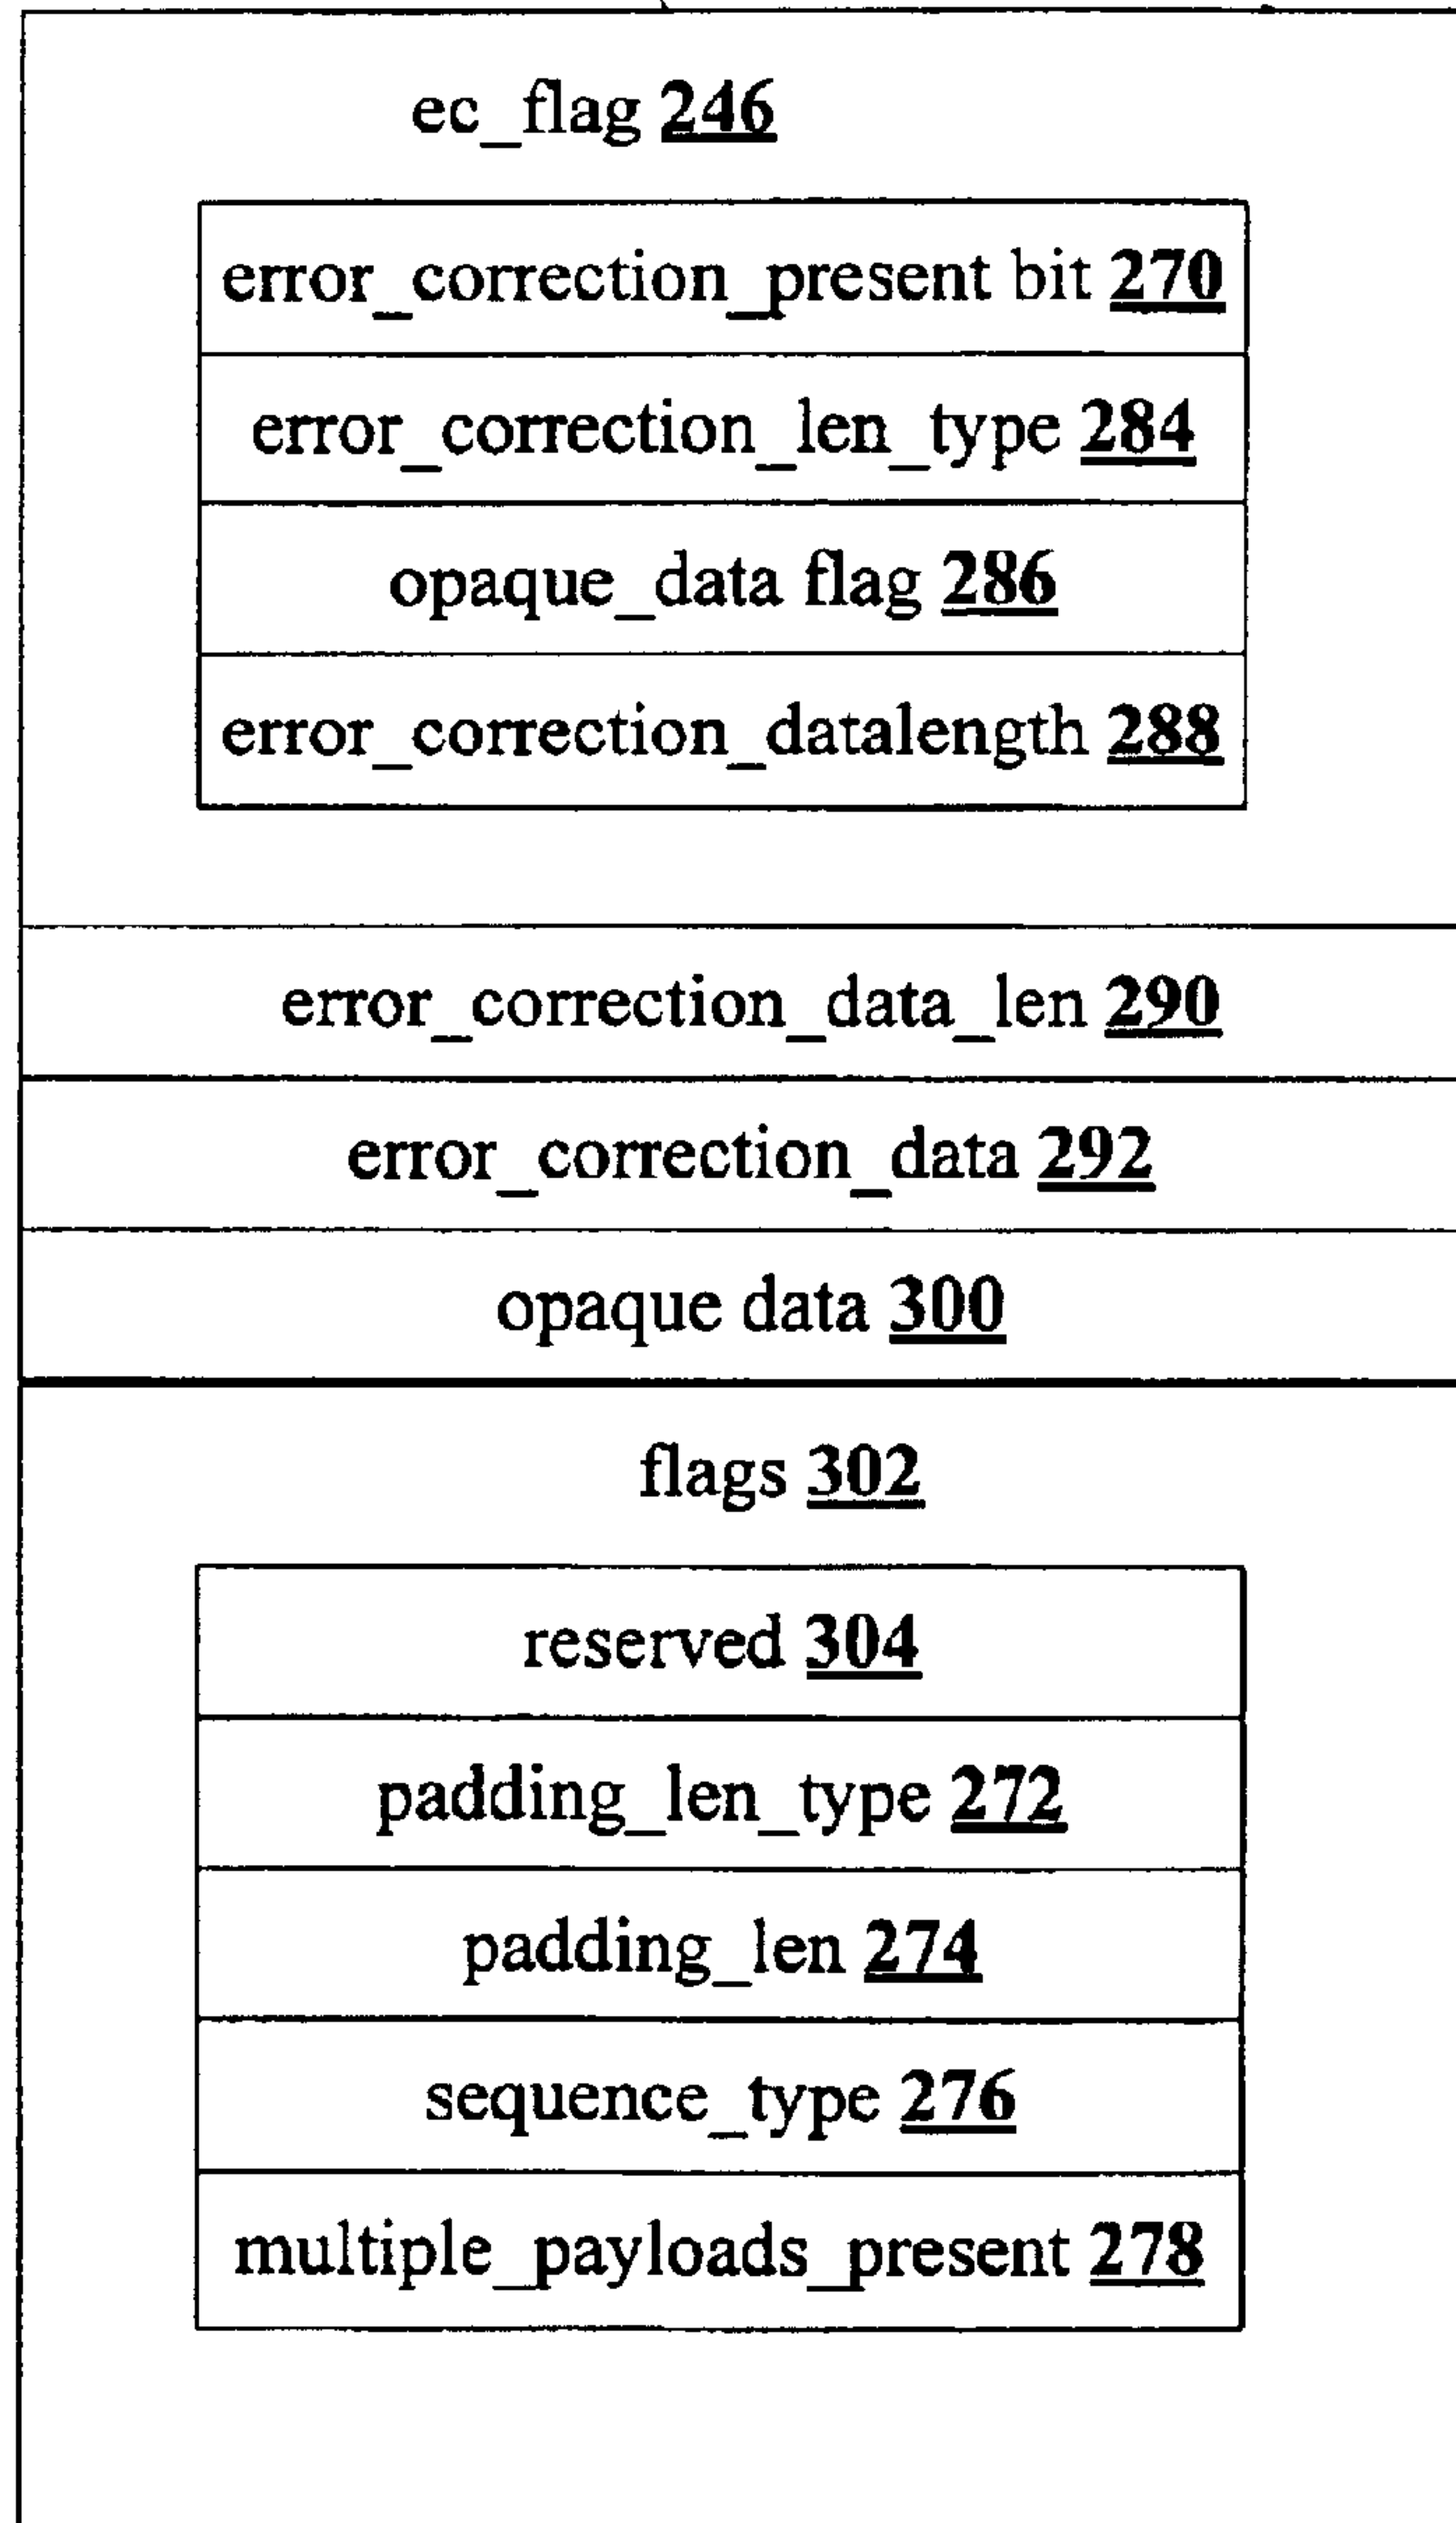 ec_flag 246
error_correction_present bit 270
error_correction_len_type 284
opaque_data flag 286
error_correction_datalength 288
error_correction_data_len 290
error_correction_data 292
opaque data 300
flags 302
reserved 304
padding_len_type 272
padding_len 274
sequence_type 276
multiple_payloads_present 278